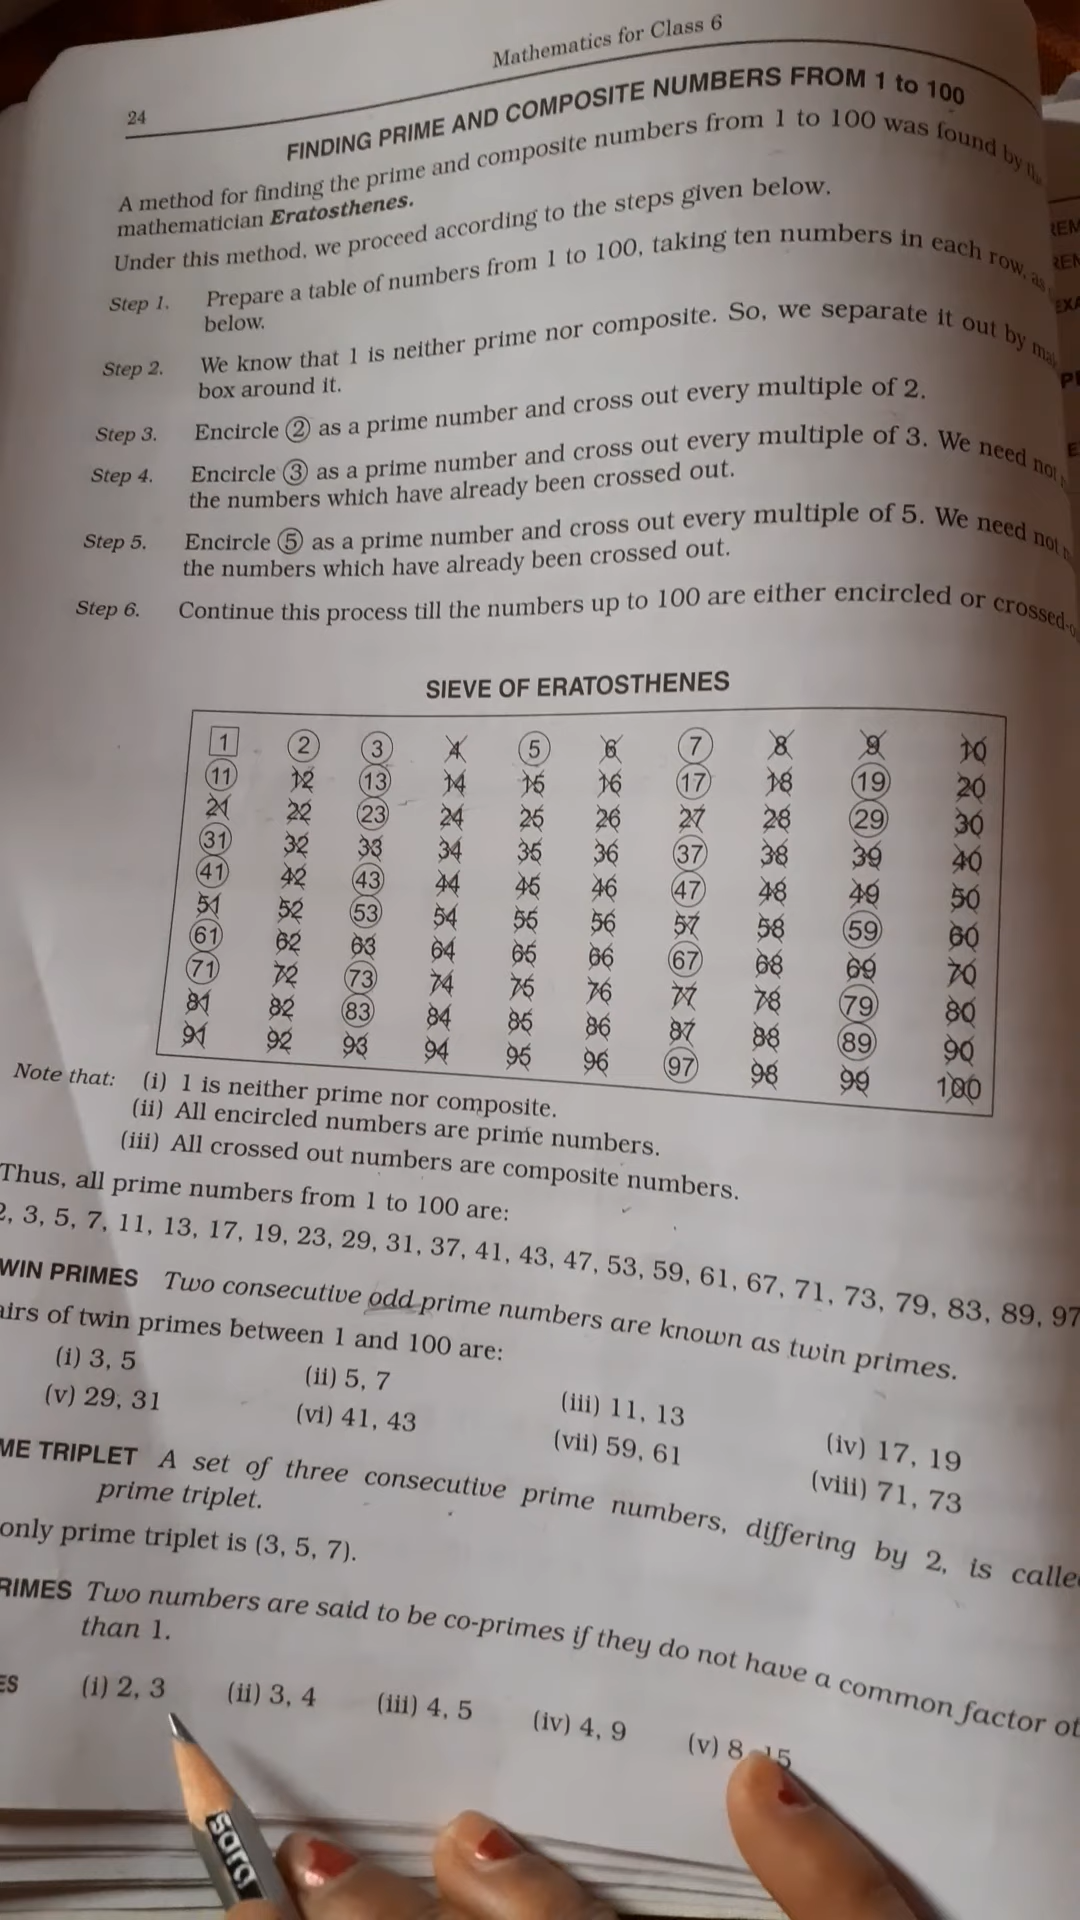 Mathematics for Class 6
24
FINDING PRIME AND COMPOSITE NUMBERS FROM 1 to 100
A method for finding the prime and composite numbers from 1 to 100 was found by the
mathematician Eratosthenes.
Under this method, we proceed according to the steps given below.
Step 1. Prepare a table of numbers from 1 to 100, taking ten numbers in each row, as
below.
Step 2. We know that 1 is neither prime nor composite. So, we separate it out by
box around it.
Step 3. Encircle 2 as a prime number and cross out every multiple of 2.
Step 4. Encircle 3 as a prime number and cross out every multiple of 3. We need not
the numbers which have already been crossed out.
Step 5. Encircle 5 as a prime number and cross out every multiple of 5. We need not
the numbers which have already been crossed out.
Step 6. Continue this process till the numbers up to 100 are either encircled or crossed-
SIEVE OF ERATOSTHENES
1 2 3 4 5 6 7 8 9 10
11 12 13 14 15 16 17 18 19 20
21 22 23 24 25 26 27 28 29 30
31 32 33 34 35 36 37 38 39 40
41 42 43 44 45 46 47 48 49 50
51 52 53 54 55 56 57 58 59 60
61 62 63 64 65 66 67 68 69 70
71 72 73 74 75 76 77 78 79 80
81 82 83 84 85 86 87 88 89 90
91 92 93 94 95 96 97 98 99 100
Note that: (i) 1 is neither prime nor composite.
(ii) All encircled numbers are prime numbers.
(iii) All crossed out numbers are composite numbers.
Thus, all prime numbers from 1 to 100 are:
2, 3, 5, 7, 11, 13, 17, 19, 23, 29, 31, 37, 41, 43, 47, 53, 59, 61, 67, 71, 73, 79, 83, 89, 97
WIN PRIMES Two consecutive odd prime numbers are known as twin primes.
airs of twin primes between 1 and 100 are:
(i) 3, 5 (ii) 5, 7 (iii) 11, 13 (iv) 17, 19
(v) 29, 31 (vi) 41, 43 (vii) 59, 61 (viii) 71, 73
ME TRIPLET A set of three consecutive prime numbers, differing by 2, is calle
prime triplet.
only prime triplet is (3, 5, 7).
RIMES Two numbers are said to be co-primes if they do not have a common factor ot
than 1.
ES (i) 2, 3 (ii) 3, 4 (iii) 4, 5 (iv) 4, 9 (v) 8, 15
sara